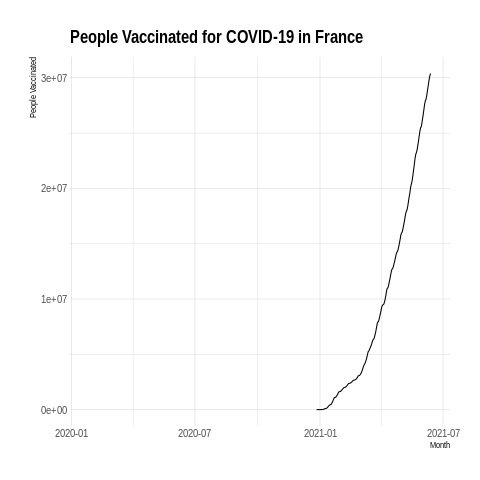 People Vaccinated for COVID-19 in France
People Vaccinated
3e+07
2e+07
1e+07
0e+00
2020-01
2020-07
2021-01
2021-07
Month